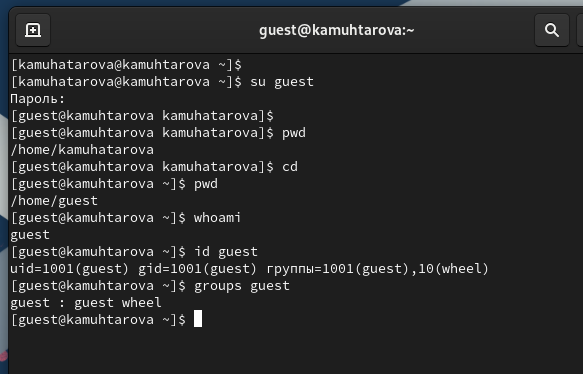 guest@kamuhtarova:~
[kamuhatarova@kamuhtarova ~]$
[kamuhatarova@kamuhtarova ~]$ su guest
Пароль:
[guest@kamuhtarova kamuhatarova]$
[guest@kamuhtarova kamuhatarova]$ pwd
/home/kamuhatarova
[guest@kamuhtarova kamuhatarova]$ cd
[guest@kamuhtarova ~]$ pwd
/home/guest
[guest@kamuhtarova ~]$ whoami
guest
[guest@kamuhtarova ~]$ id guest
uid=1001(guest) gid=1001(guest) группы=1001(guest),10(wheel)
[guest@kamuhtarova ~]$ groups guest
guest : guest wheel
[guest@kamuhtarova ~]$